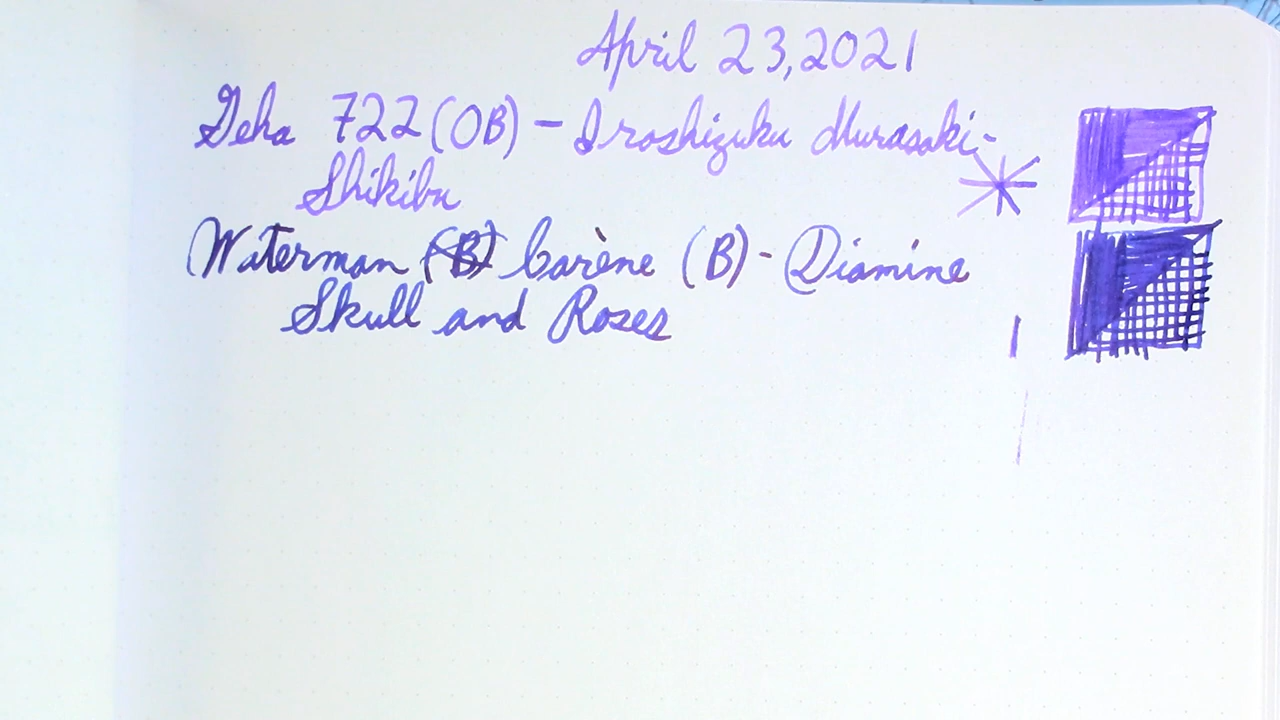 April 23, 2021
Geha 722 (OB) - Iroshizuku Murasaki-
Shikibu
Waterman (B) Carène (B) - Diamine
Skull and Roses